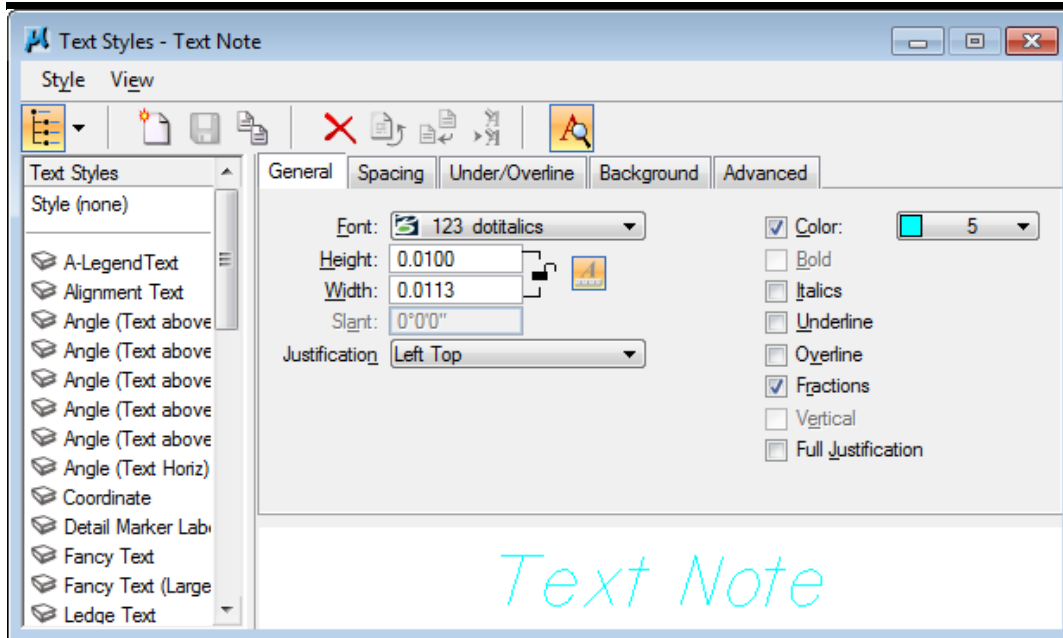 Text Styles - Text Note
Style View
Text Styles
Style (none)
A-LegendText
Alignment Text
Angle (Text above
Angle (Text above
Angle (Text above
Angle (Text above
Angle (Text above
Angle (Text Horiz)
Coordinate
Detail Marker Lab
Fancy Text
Fancy Text (Large
Ledge Text
General Spacing Under/Overline Background Advanced
Font: 123 dotitalics
Height: 0.0100
Width: 0.0113
Slant: 0°0'0"
Justification Left Top
Color: 5
Bold
Italics
Underline
Overline
Fractions
Vertical
Full Justification
Text Note